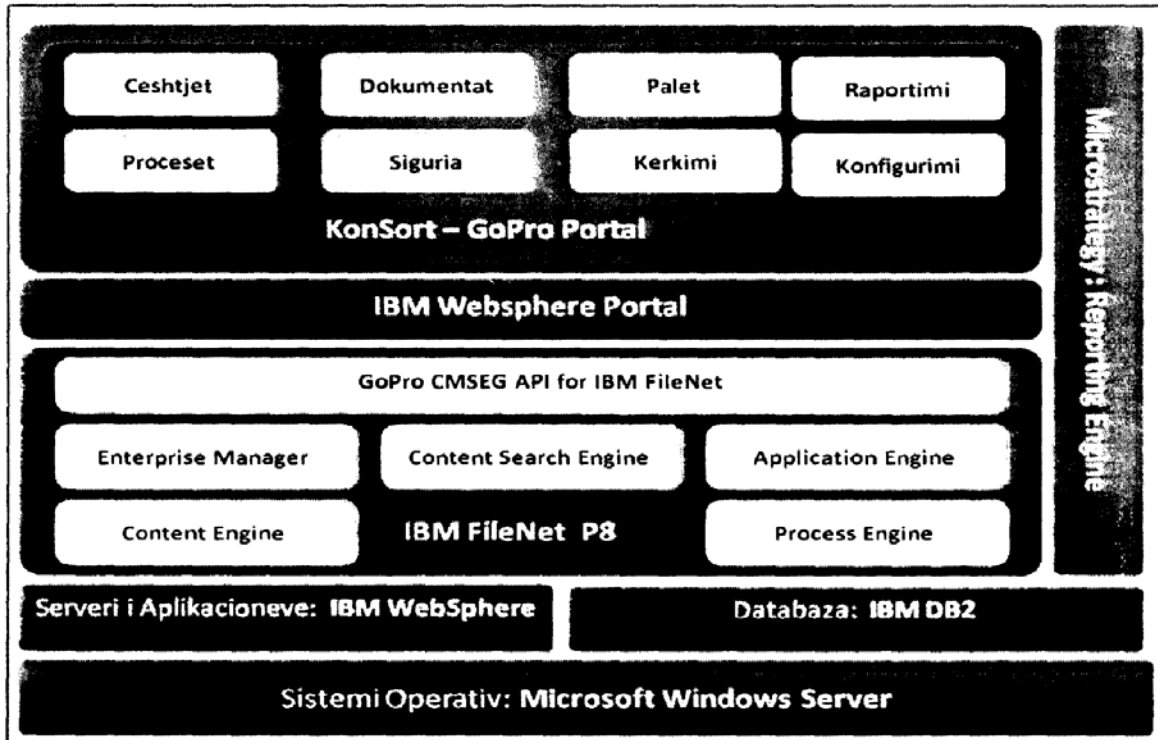 Ceshtjet
Dokumentat
Palet
Raportimi
Proceset
Siguria
Kerkimi
Konfigurimi
KonSort – GoPro Portal
IBM Websphere Portal
GoPro CMSEG API for IBM FileNet
Enterprise Manager
Content Search Engine
Application Engine
Content Engine
IBM FileNet P8
Process Engine
Microstrategy: Reporting Engine
Serveri i Aplikacioneve: IBM WebSphere
Databaza: IBM DB2
Sistemi Operativ: Microsoft Windows Server